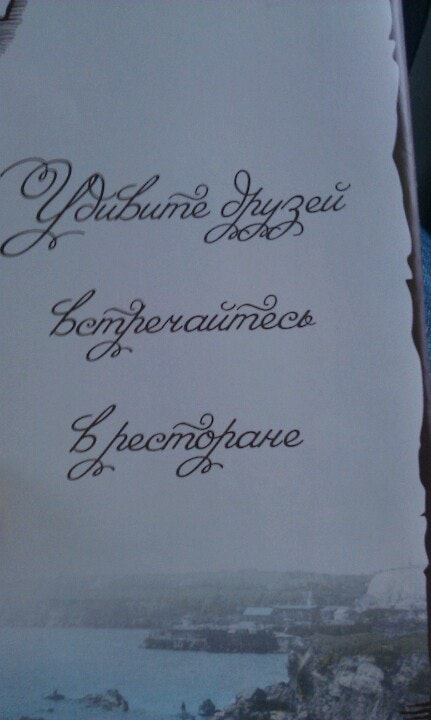 Удивите друзей
встречайтесь
в ресторане